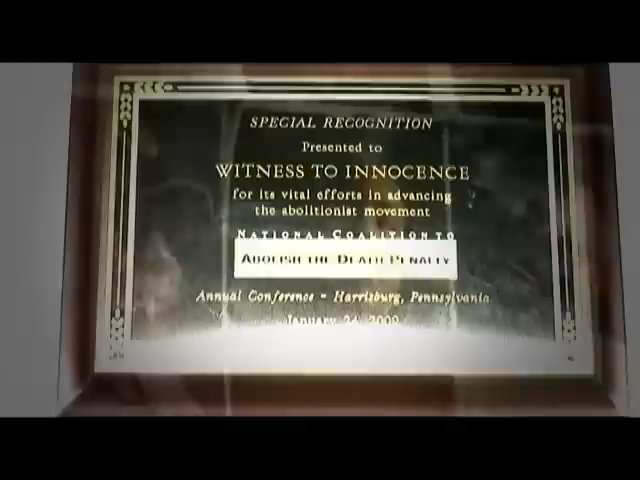 SPECIAL RECOGNITION
Presented to
WITNESS TO INNOCENCE
for its vital efforts in advancing
the abolitionist movement
NATIONAL COALITION TO
ABOLISH THE DEATH PENALTY
Annual Conference - Harrisburg, Pennsylvania
January 24, 2009